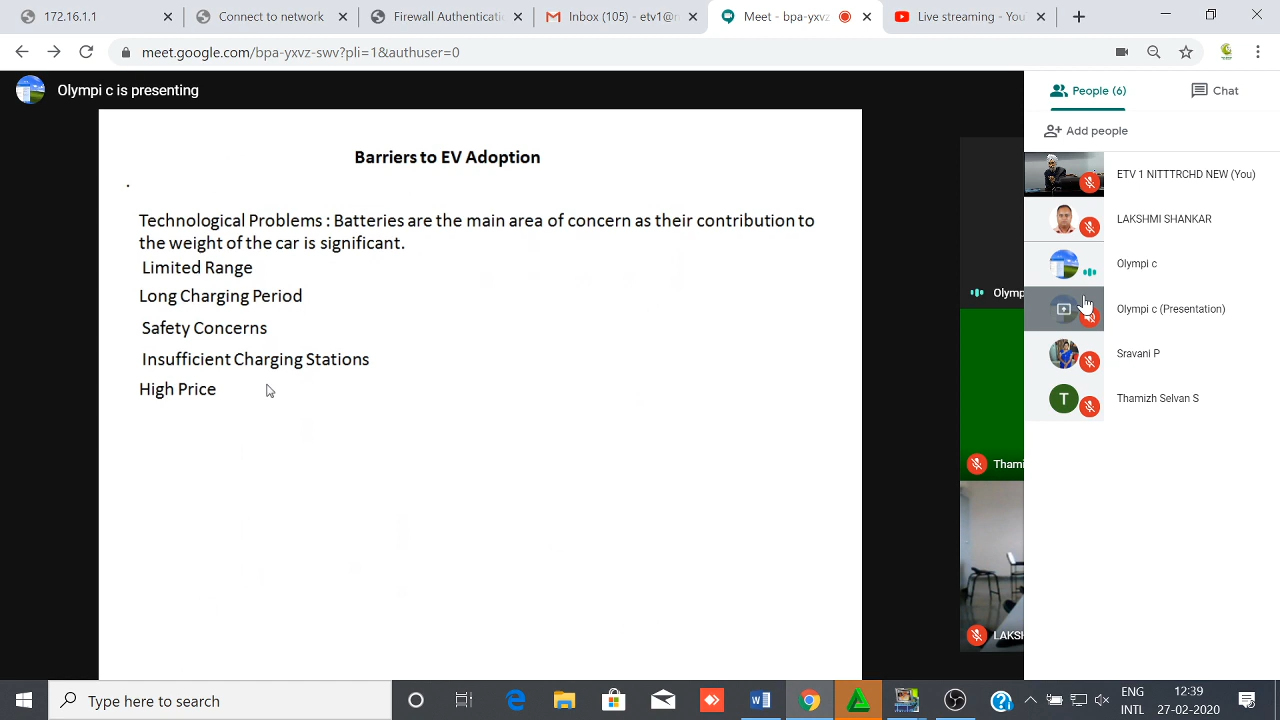 172.16.1.
Connect to network
Firewall Authenticati
Inbox (105) - etv1@n
Meet - bpa-yxvz
Live streaming - You
meet.google.com/bpa-yxvz-swv?pli=1&authuser=0
Olympi c is presenting
People (6)
Chat
Add people
Barriers to EV Adoption
.
Technological Problems : Batteries are the main area of concern as their contribution to
the weight of the car is significant.
Limited Range
Long Charging Period
Safety Concerns
Insufficient Charging Stations
High Price
Olymp
Thami
LAKSH
ETV 1 NITTTRCHD NEW (You)
LAKSHMI SHANKAR
Olympi c
Olympi c (Presentation)
Sravani P
T
Thamizh Selvan S
Type here to search
ENG
INTL
12:39
27-02-2020